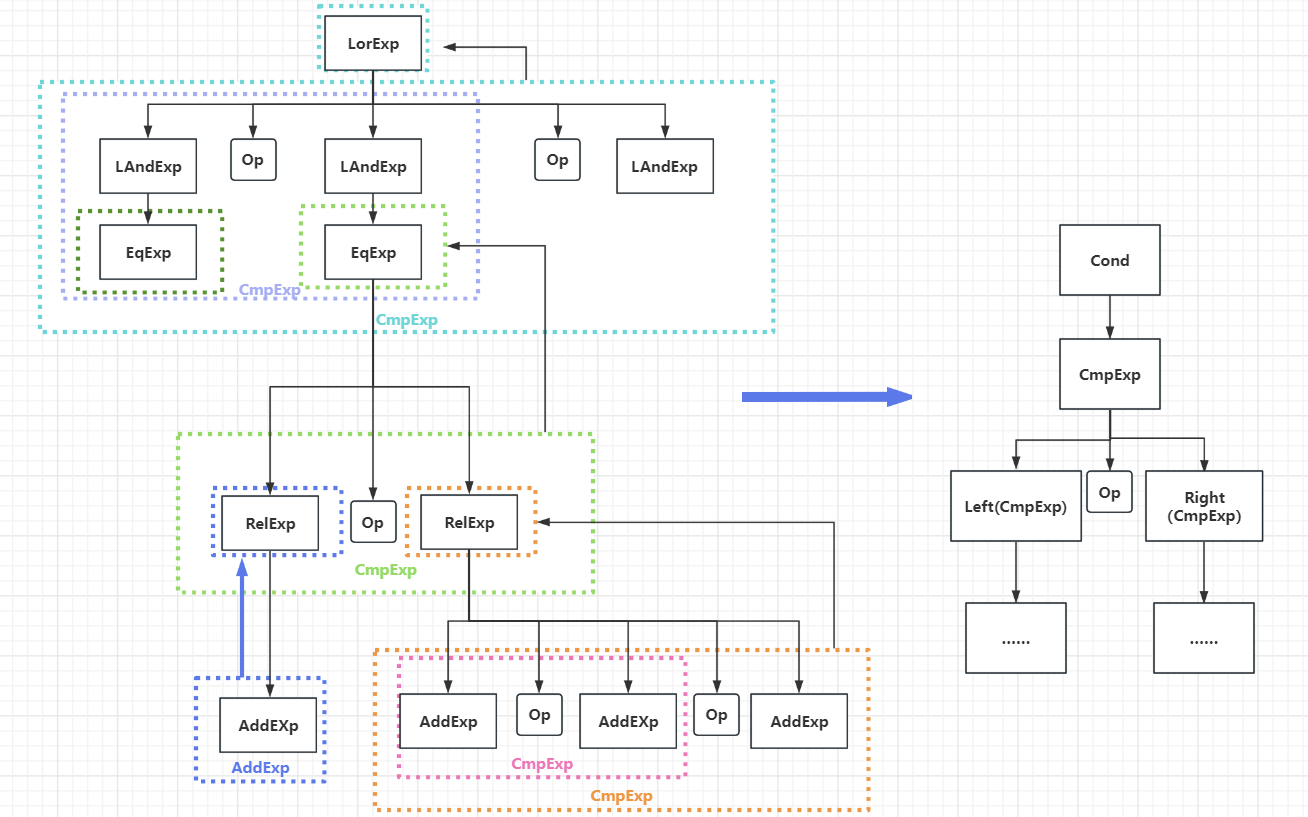 LorExp
LAndExp
Op
LAndExp
Op
LAndExp
EqExp
EqExp
CmpExp
CmpExp
RelExp
Op
RelExp
CmpExp
AddEXp
AddExp
AddExp
Op
AddEXp
Op
AddExp
CmpExp
CmpExp
Cond
CmpExp
Left(CmpExp)
Op
Right
(CmpExp)
......
......